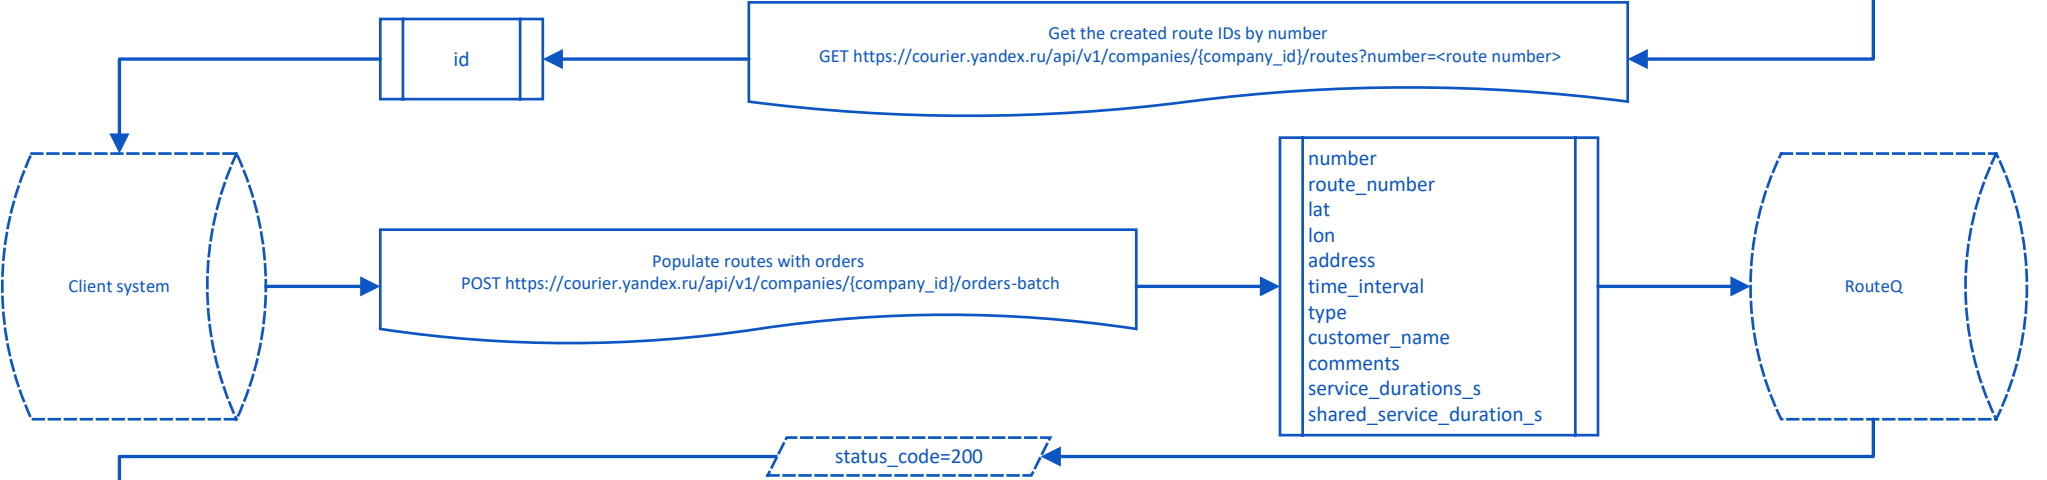 Get the created route IDs by number
GET https://courier.yandex.ru/api/v1/companies/{company_id}/routes?number=<route number>
id
Client system
Populate routes with orders
POST https://courier.yandex.ru/api/v1/companies/{company_id}/orders-batch
number
route_number
lat
lon
address
time_interval
type
customer_name
comments
service_durations_s
shared_service_duration_s
RouteQ
status_code=200